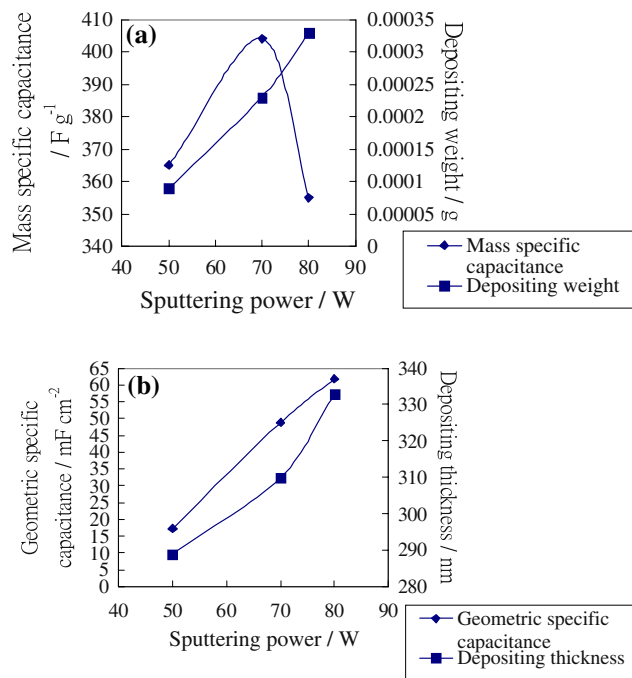 (a)
Mass specific capacitance
/ F g-1
410
400
390
380
370
360
350
340
0.00035
0.0003
0.00025
0.0002
0.00015
0.0001
0.00005
0
Depositing weight / g
40 50 60 70 80 90
Sputtering power / W
Mass specific
capacitance
Depositing weight
(b)
Geometric specific
capacitance / mF cm-2
65
60
55
50
45
40
35
30
25
20
15
10
5
0
340
330
320
310
300
290
280
Depositing thickness / nm
40 50 60 70 80 90
Sputtering power / W
Geometric specific
capacitance
Depositing thickness